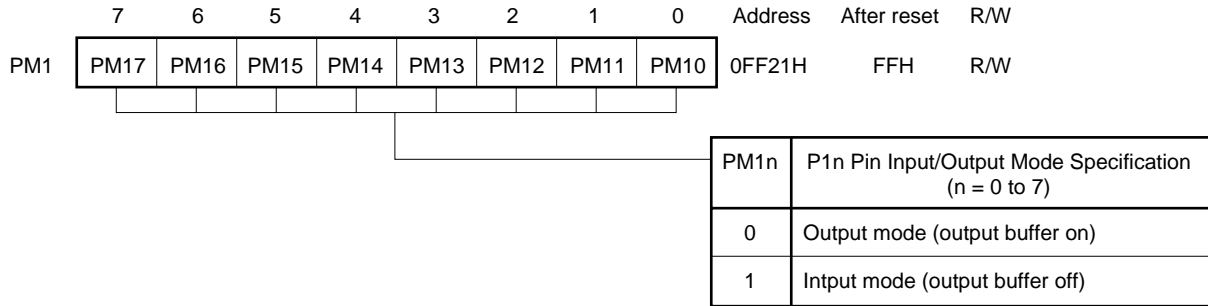 7 6 5 4 3 2 1 0 Address After reset R/W
PM1 PM17 PM16 PM15 PM14 PM13 PM12 PM11 PM10 0FF21H FFH R/W
PM1n P1n Pin Input/Output Mode Specification
(n = 0 to 7)
0 Output mode (output buffer on)
1 Intput mode (output buffer off)